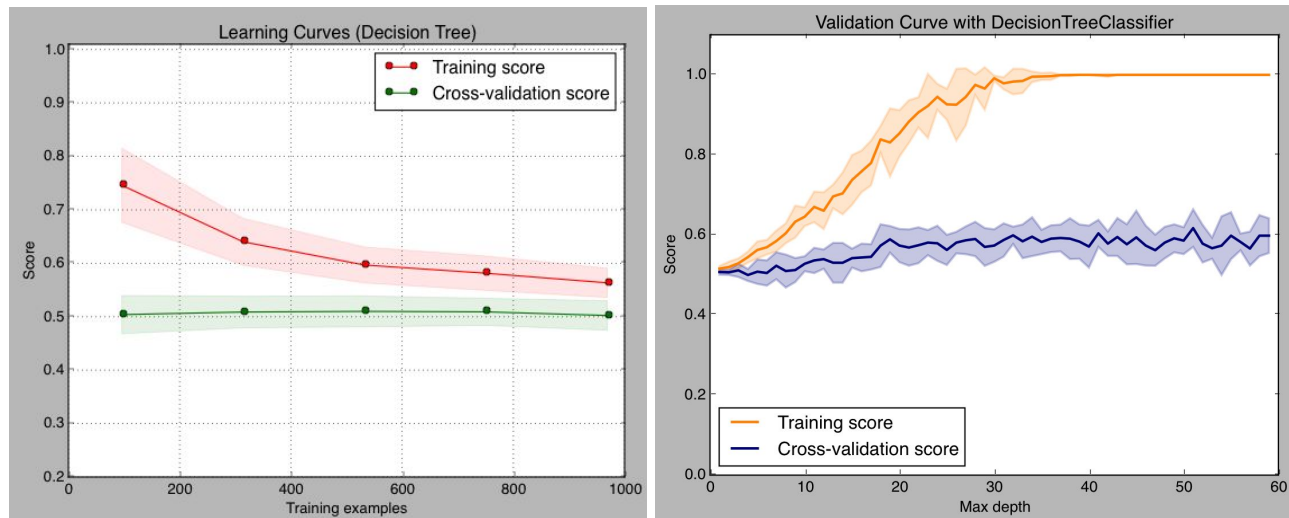 Learning Curves (Decision Tree)
Training score
Cross-validation score
Score
1.0
0.9
0.8
0.7
0.6
0.5
0.4
0.3
0.2
0
200
400
600
800
1000
Training examples
Validation Curve with DecisionTreeClassifier
Score
1.0
0.8
0.6
0.4
0.2
0.0
Training score
Cross-validation score
0
10
20
30
40
50
60
Max depth